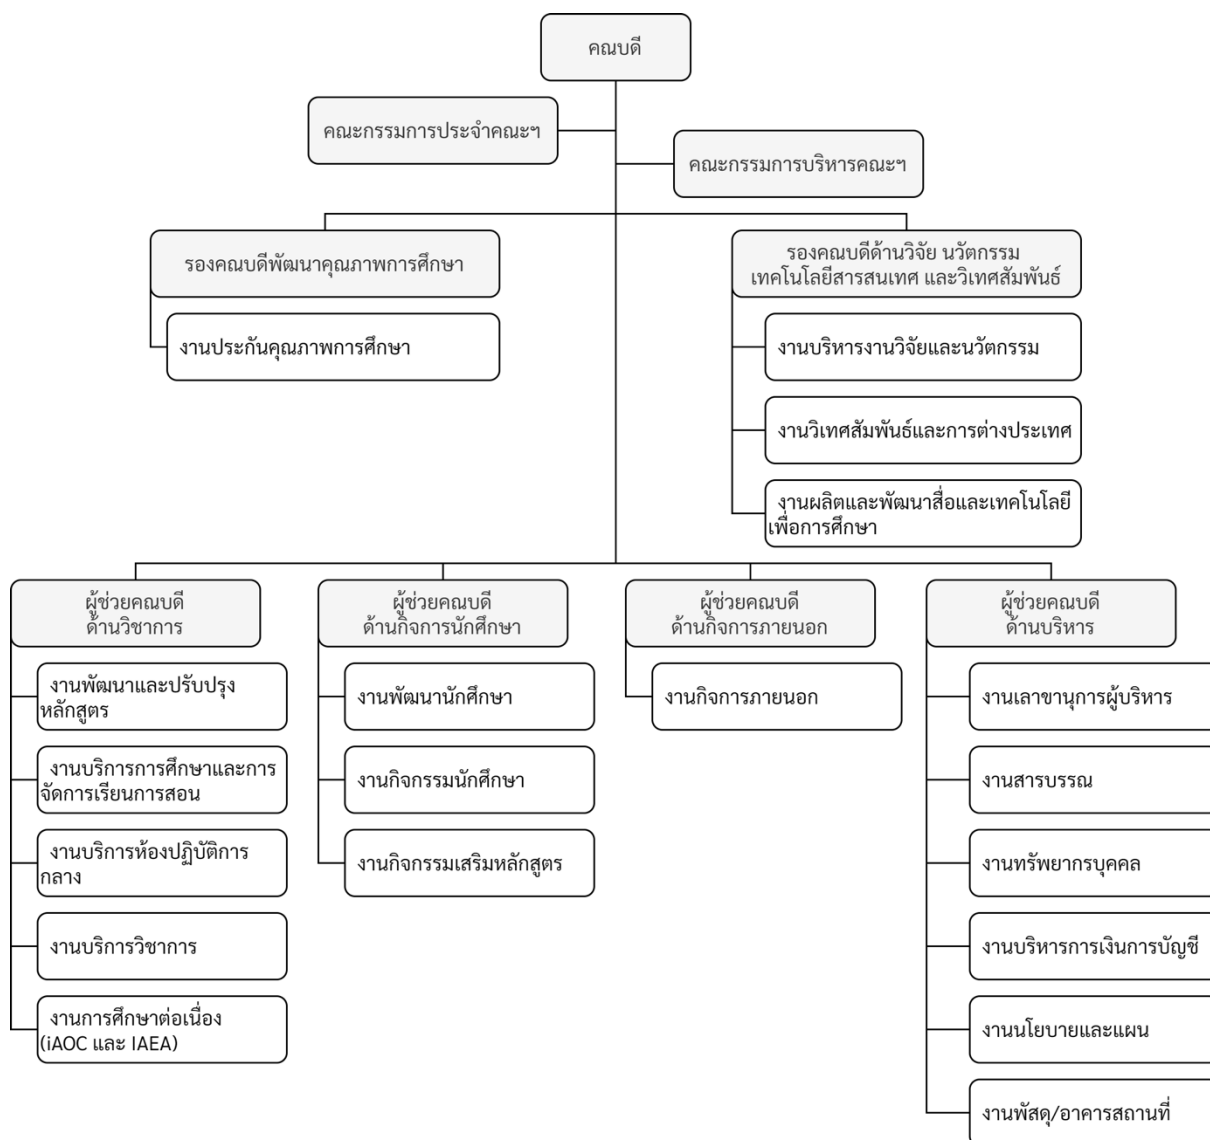 คณบดี
คณะกรรมการประจำคณะฯ
คณะกรรมการบริหารคณะฯ
รองคณบดีพัฒนาคุณภาพการศึกษา
งานประกันคุณภาพการศึกษา
รองคณบดีด้านวิจัย นวัตกรรม
เทคโนโลยีสารสนเทศ และวิเทศสัมพันธ์
งานบริหารงานวิจัยและนวัตกรรม
งานวิเทศสัมพันธ์และการต่างประเทศ
งานผลิตและพัฒนาสื่อและเทคโนโลยี
เพื่อการศึกษา
ผู้ช่วยคณบดี
ด้านวิชาการ
งานพัฒนาและปรับปรุง
หลักสูตร
งานบริการการศึกษาและการ
จัดการเรียนการสอน
งานบริการห้องปฏิบัติการ
กลาง
งานบริการวิชาการ
งานการศึกษาต่อเนื่อง
(iAOC และ IAEA)
ผู้ช่วยคณบดี
ด้านกิจการนักศึกษา
งานพัฒนานักศึกษา
งานกิจกรรมนักศึกษา
งานกิจกรรมเสริมหลักสูตร
ผู้ช่วยคณบดี
ด้านกิจการภายนอก
งานกิจการภายนอก
ผู้ช่วยคณบดี
ด้านบริหาร
งานเลาขานุการผู้บริหาร
งานสารบรรณ
งานทรัพยากรบุคคล
งานบริหารการเงินการบัญชี
งานนโยบายและแผน
งานพัสดุ/อาคารสถานที่